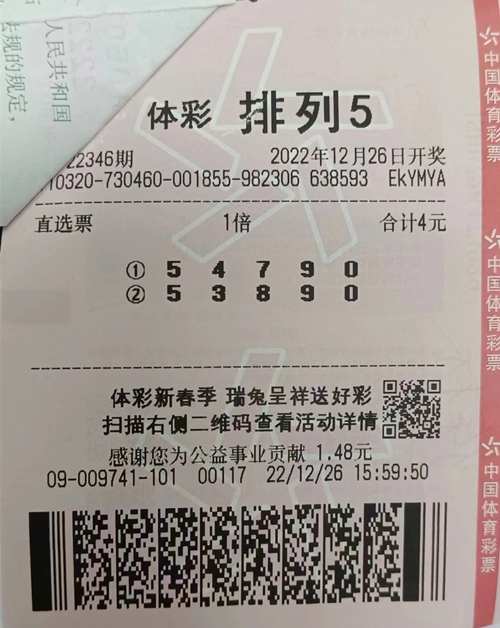 人民共和国
法规的规定，
体彩 排列5
22346期 2022年12月26日开奖
10320-730460-001855-982306 638593 EkYMYA
直选票 1倍 合计4元
① 5 4 7 9 0
② 5 3 8 9 0
体彩新春季 瑞兔呈祥送好彩
扫描右侧二维码查看活动详情
感谢您为公益事业贡献 1.48元
09-009741-101 00117 22/12/26 15:59:50
中国体育彩票
中国体育彩票
中国体育彩票